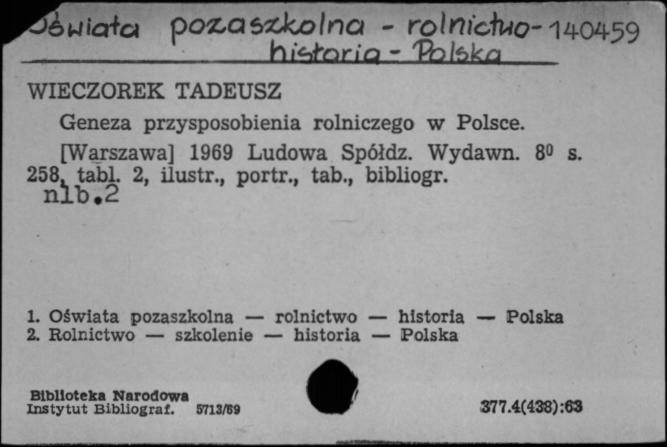 Oświata pozaszkolna - rolnictwo- 140459
historia - Polska
WIECZOREK TADEUSZ
Geneza przysposobienia rolniczego w Polsce.
[Warszawa] 1969 Ludowa Spółdz. Wydawn. 8⁰ s.
258, tabl. 2, ilustr., portr., tab., bibliogr.
nlb.2
1. Oświata pozaszkolna — rolnictwo — historia — Polska
2. Rolnictwo — szkolenie — historia — Polska
Biblioteka Narodowa
Instytut Bibliograf. 5713/69
377.4(438):63